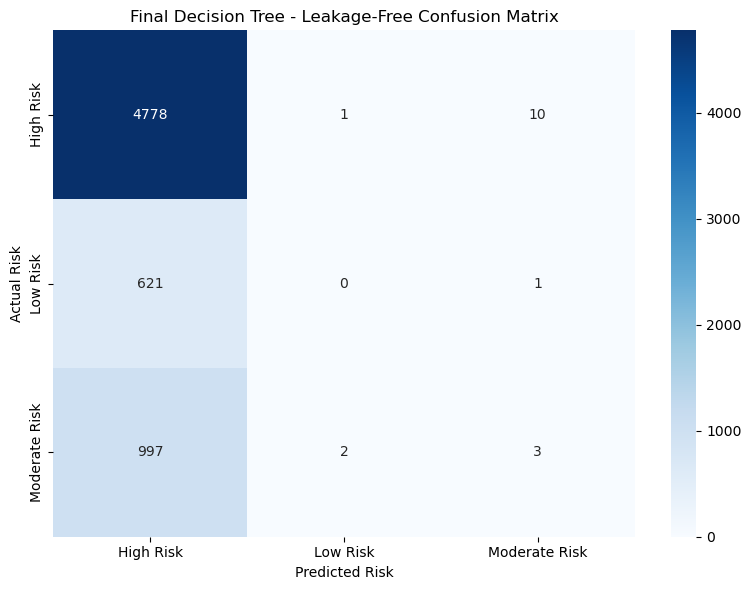 Final Decision Tree - Leakage-Free Confusion Matrix
Actual Risk
High Risk
4778 1 10
Low Risk
621 0 1
Moderate Risk
997 2 3
High Risk Low Risk Moderate Risk
Predicted Risk
4000
3000
2000
1000
0